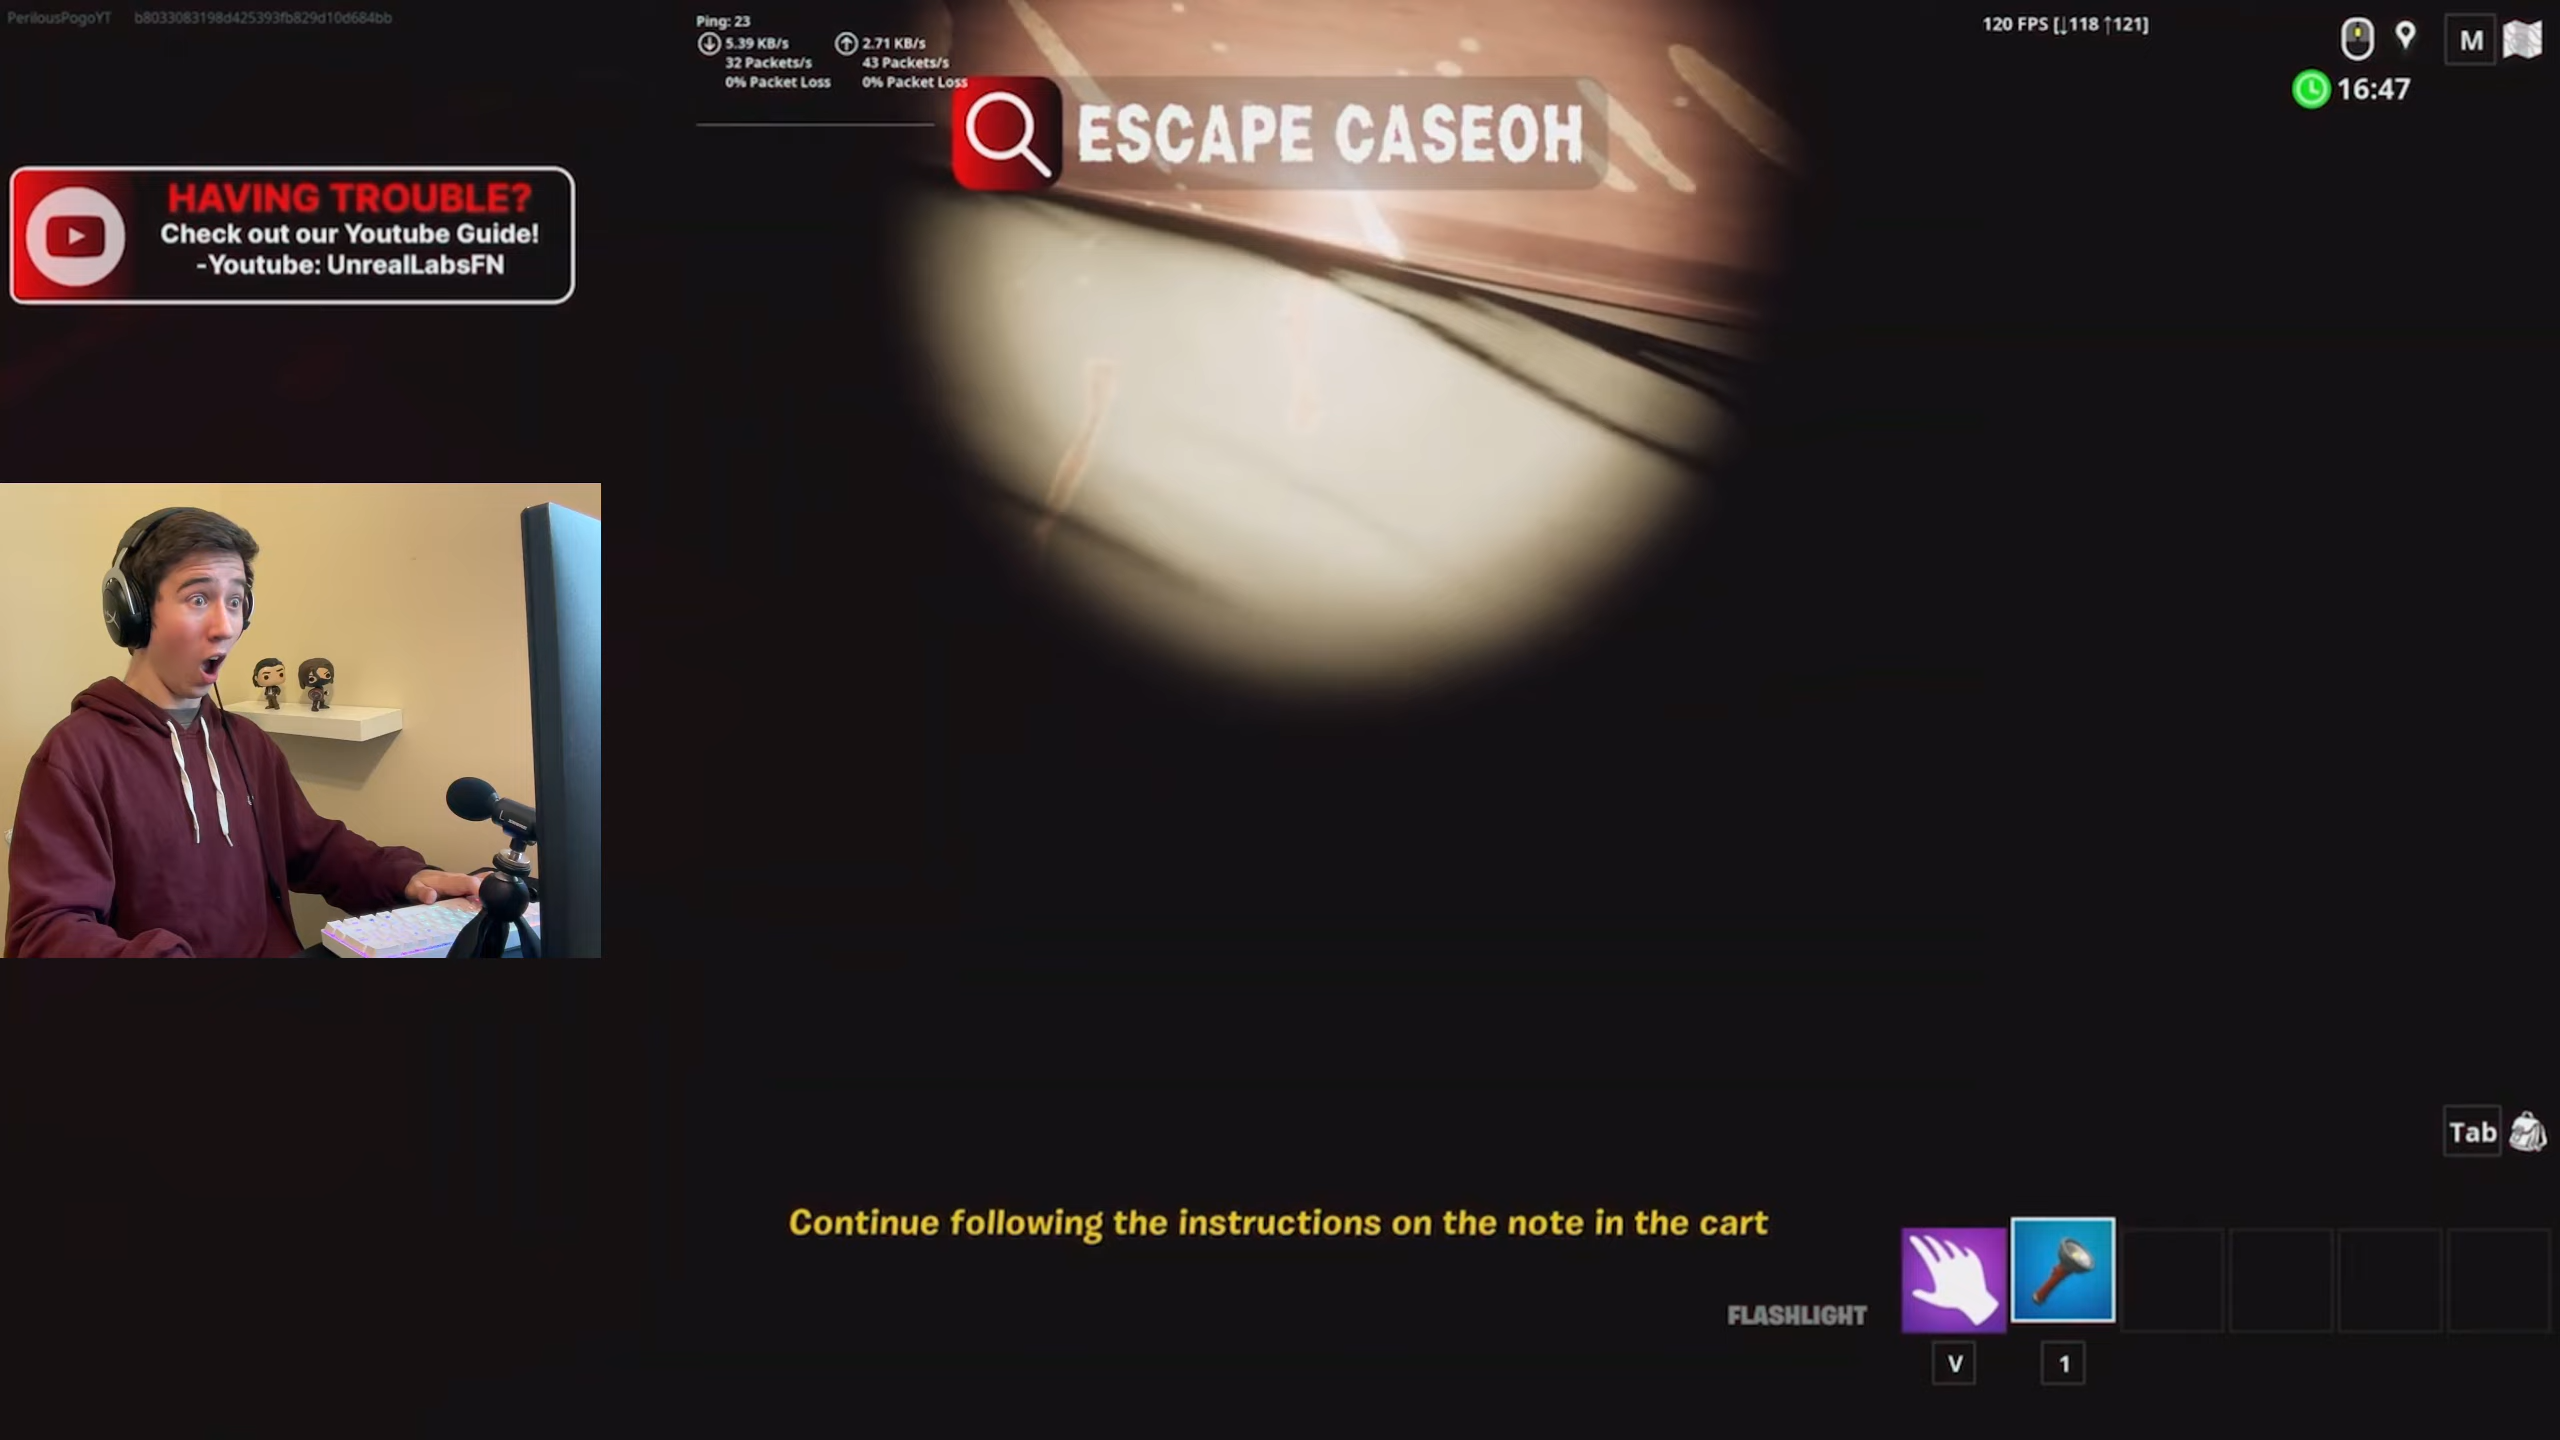 PerilousPogoYT b8033083198d425393fb829d10d684bb
Ping: 23
5.39 KB/s 2.71 KB/s
32 Packets/s 43 Packets/s
0% Packet Loss 0% Packet Loss
120 FPS [↓118 ↑121]
M
16:47
ESCAPE CASEOH
HAVING TROUBLE?
Check out our Youtube Guide!
-Youtube: UnrealLabsFN
Tab
Continue following the instructions on the note in the cart
FLASHLIGHT
V 1